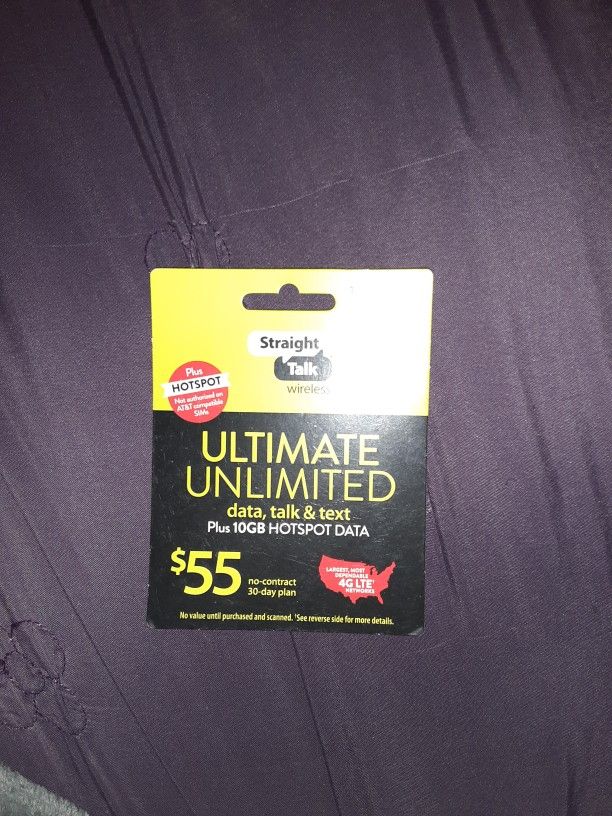 Straight
Talk
wireless
Plus
HOTSPOT
Not authorized on
AT&T compatible
SIMs
ULTIMATE
UNLIMITED
data, talk & text
Plus 10GB HOTSPOT DATA
$55
no-contract
30-day plan
LARGEST, MOST
DEPENDABLE
4G LTE†
NETWORKS
No value until purchased and scanned. †See reverse side for more details.